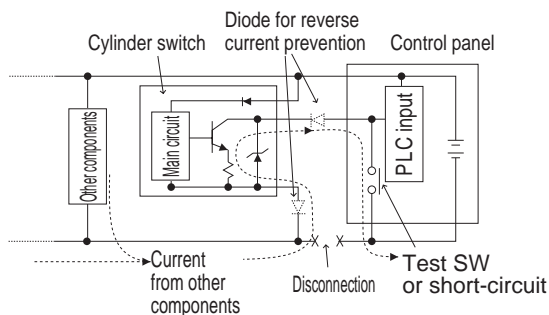 Diode for reverse
current prevention
Cylinder switch
Control panel
Other components
Main circuit
PLC input
Current
from other
components
Disconnection
Test SW
or short-circuit